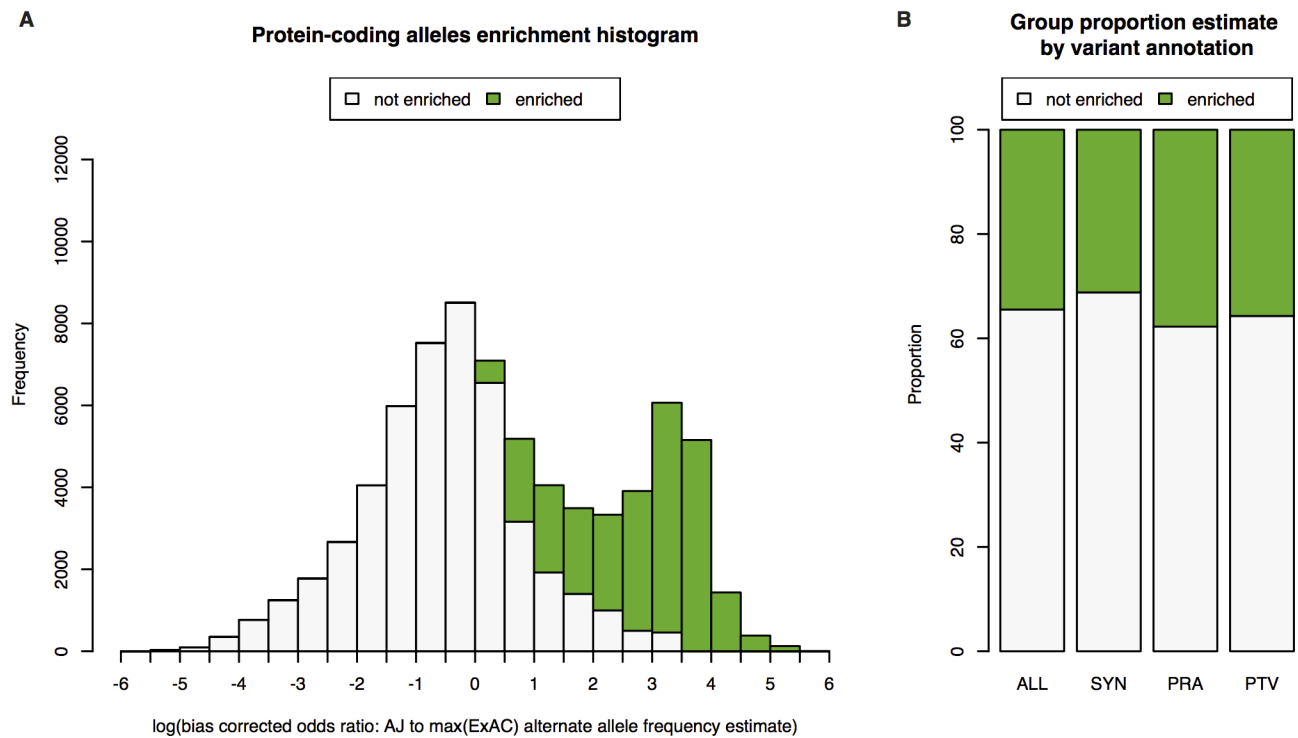 A
Protein-coding alleles enrichment histogram
not enriched enriched
Frequency
12000
10000
8000
6000
4000
2000
0
-6 -5 -4 -3 -2 -1 0 1 2 3 4 5 6
log(bias corrected odds ratio: AJ to max(ExAC) alternate allele frequency estimate)
B
Group proportion estimate
by variant annotation
not enriched enriched
Proportion
100
80
60
40
20
0
ALL SYN PRA PTV